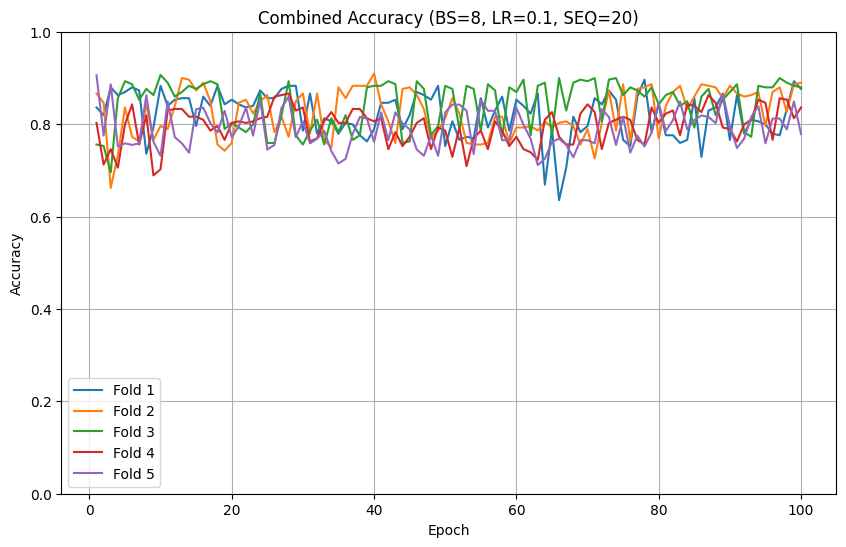 Combined Accuracy (BS=8, LR=0.1, SEQ=20)
1.0
0.8
0.6
0.4
0.2
0.0
Accuracy
Fold 1
Fold 2
Fold 3
Fold 4
Fold 5
0 20 40 60 80 100
Epoch